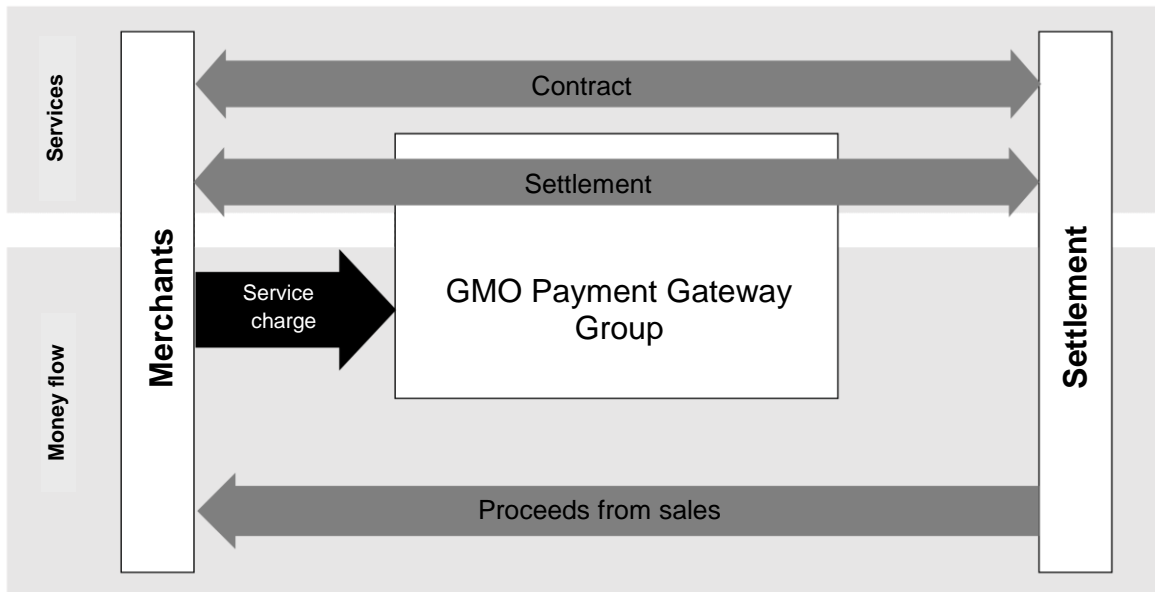 Services
Contract
Settlement
Merchants
Settlement
Money flow
Service
charge
GMO Payment Gateway
Group
Proceeds from sales